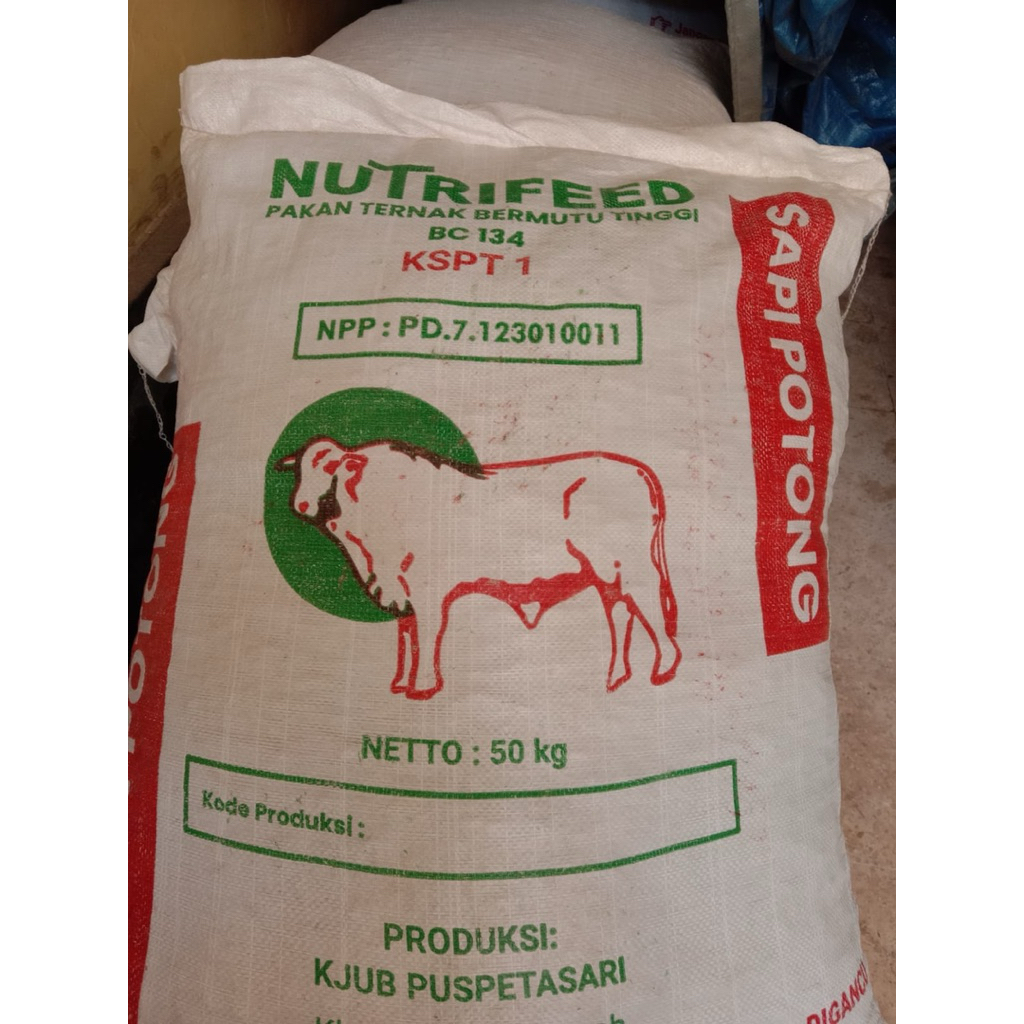 NUTRIFEED
PAKAN TERNAK BERMUTU TINGGI
BC 134
KSPT 1
NPP : PD.7.123010011
SAPI POTONG
NETTO : 50 kg
Kode Produksi :
PRODUKSI:
KJUB PUSPETASARI